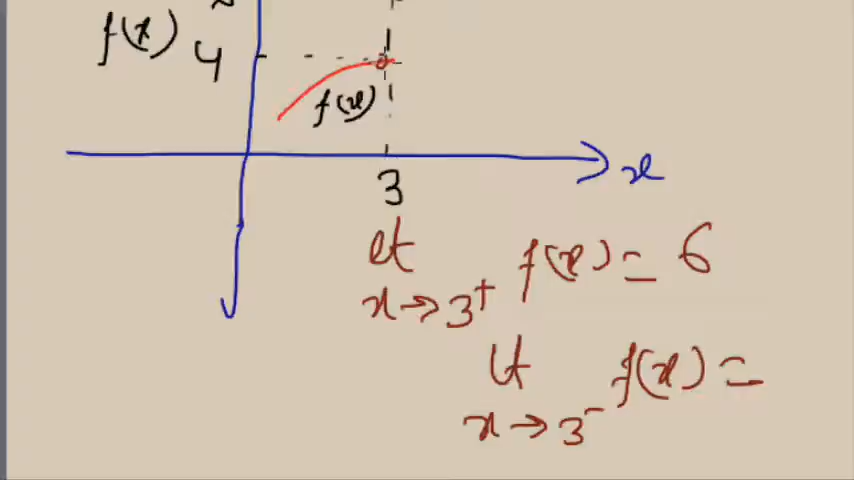 f(x)
4
f(x)
x
3
lt
x→3⁺ f(x) = 6
lt
x→3⁻ f(x) =